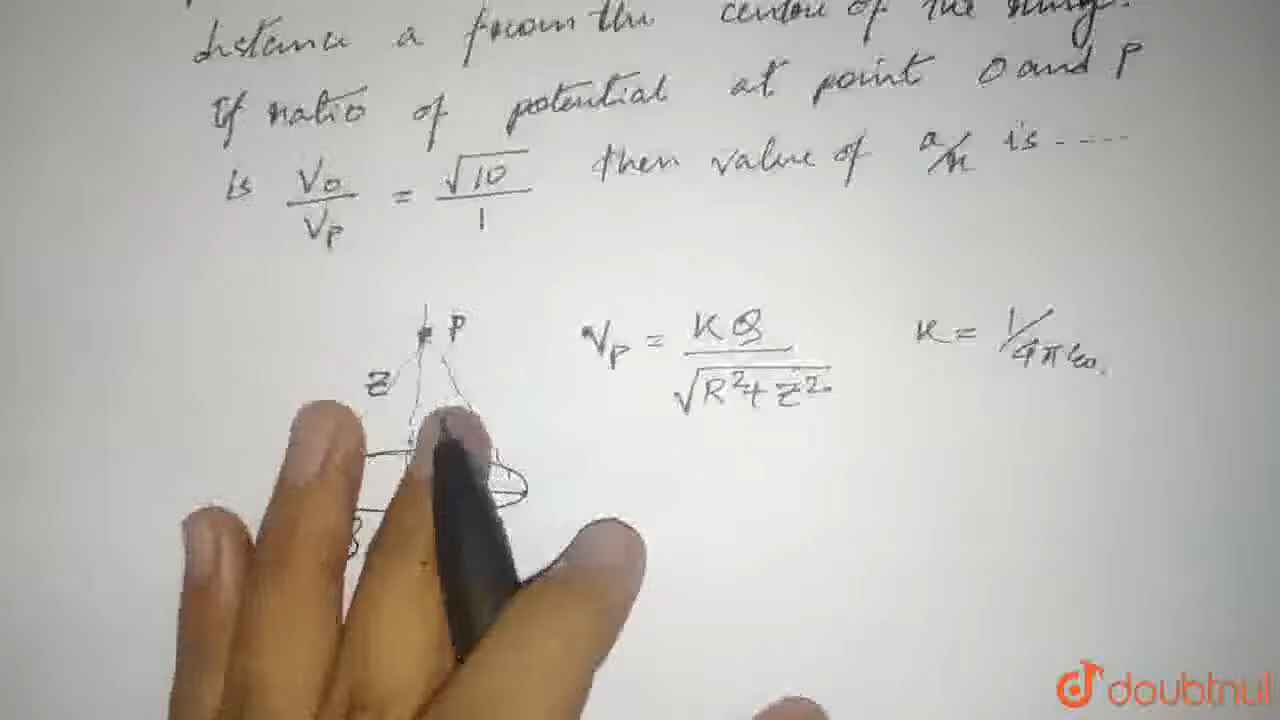 distance a from the centre of the ring.
If ratio of potential at point O and P
is V₀/Vₚ = √10/1 then value of a/r is ----
P
Z
Vₚ = KQ/√R²+Z² K = 1/4πε₀.
doubtnut